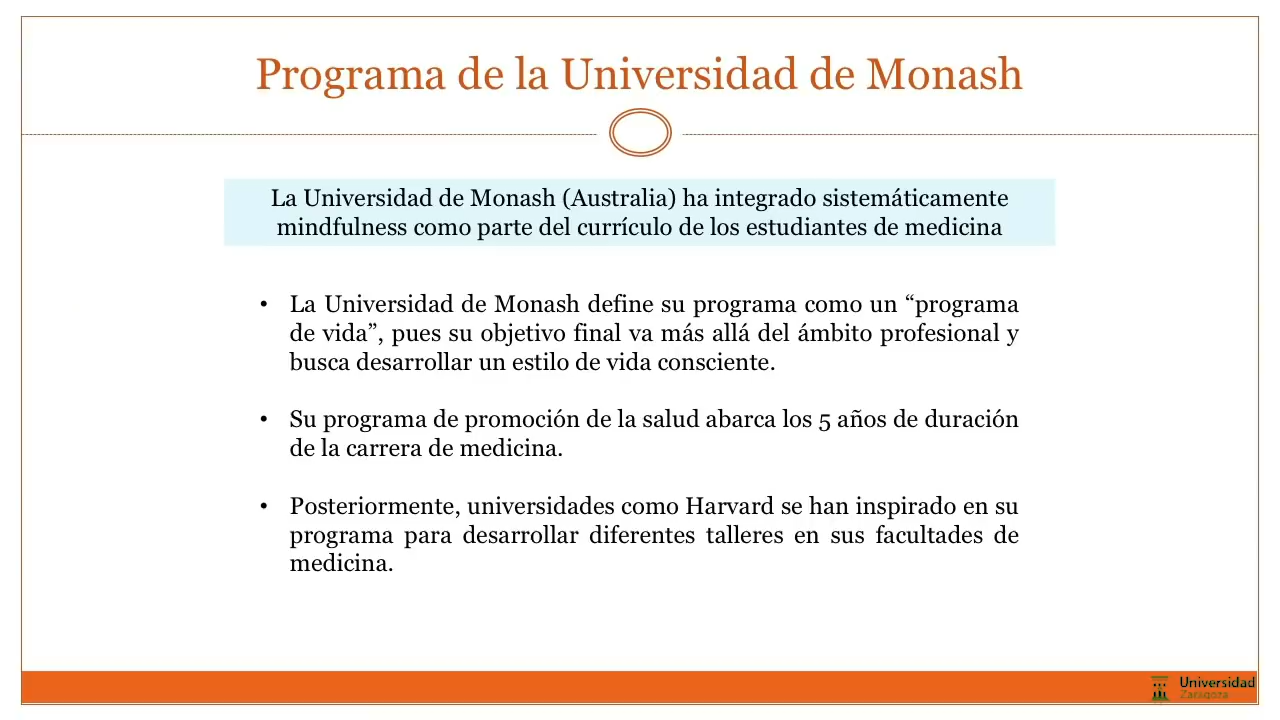 Programa de la Universidad de Monash
La Universidad de Monash (Australia) ha integrado sistemáticamente
mindfulness como parte del currículo de los estudiantes de medicina
• La Universidad de Monash define su programa como un “programa
de vida”, pues su objetivo final va más allá del ámbito profesional y
busca desarrollar un estilo de vida consciente.
• Su programa de promoción de la salud abarca los 5 años de duración
de la carrera de medicina.
• Posteriormente, universidades como Harvard se han inspirado en su
programa para desarrollar diferentes talleres en sus facultades de
medicina.
Universidad
Zaragoza